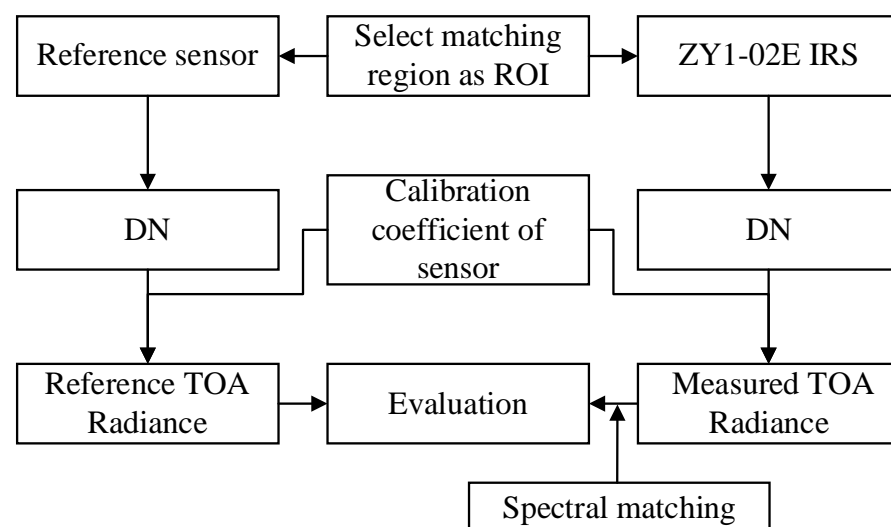 Reference sensor
Select matching
region as ROI
ZY1-02E IRS
DN
Calibration
coefficient of
sensor
DN
Reference TOA
Radiance
Evaluation
Measured TOA
Radiance
Spectral matching